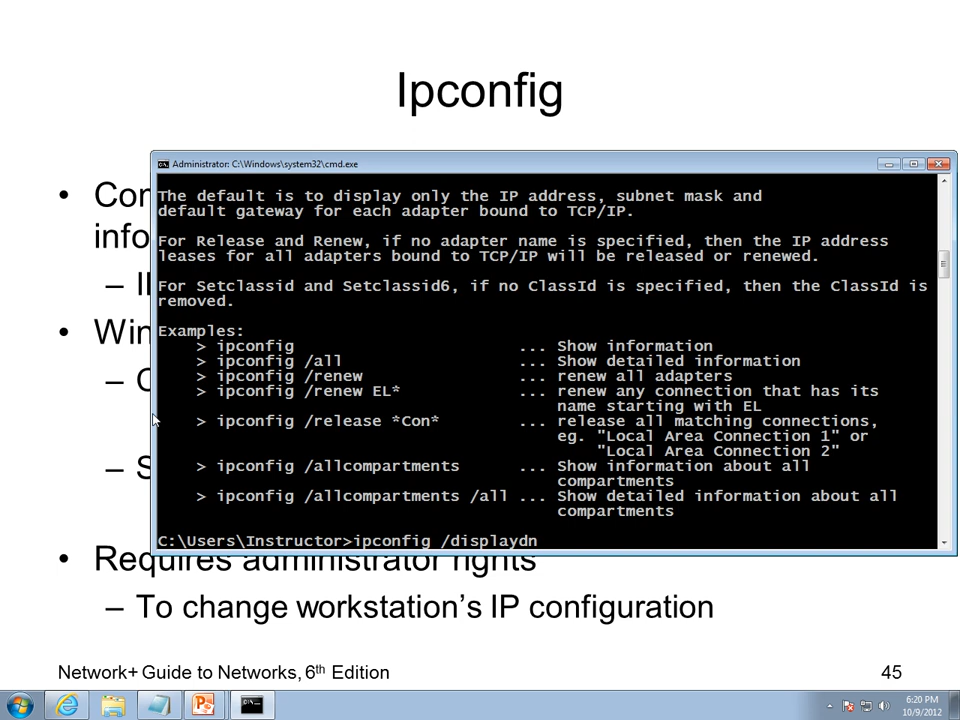 Ipconfig
Administrator: C:\Windows\system32\cmd.exe
The default is to display only the IP address, subnet mask and
default gateway for each adapter bound to TCP/IP.
For Release and Renew, if no adapter name is specified, then the IP address
leases for all adapters bound to TCP/IP will be released or renewed.
For Setclassid and Setclassid6, if no ClassId is specified, then the ClassId is
removed.
Examples:
> ipconfig ... Show information
> ipconfig /all ... Show detailed information
> ipconfig /renew ... renew all adapters
> ipconfig /renew EL* ... renew any connection that has its
name starting with EL
> ipconfig /release *Con* ... release all matching connections,
eg. "Local Area Connection 1" or
"Local Area Connection 2"
> ipconfig /allcompartments ... Show information about all
compartments
> ipconfig /allcompartments /all ... Show detailed information about all
compartments
C:\Users\Instructor>ipconfig /displaydn
• Requires administrator rights
– To change workstation's IP configuration
Network+ Guide to Networks, 6th Edition
45
6:20 PM
10/9/2012